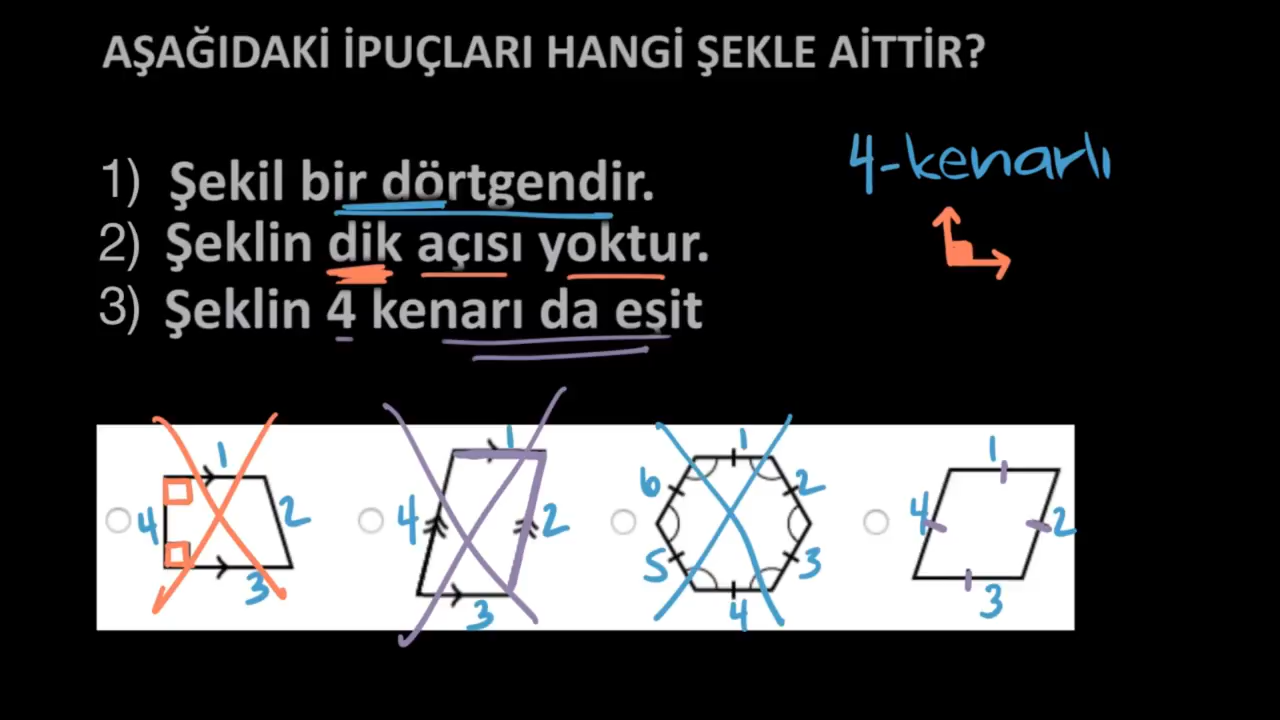 AŞAĞIDAKİ İPUÇLARI HANGİ ŞEKLE AİTTİR?
4-kenarlı
1) Şekil bir dörtgendir.
2) Şeklin dik açısı yoktur.
3) Şeklin 4 kenarı da eşit
1 2 3 4
1 2 3 4
1 2 3 4 5 6
1 2 3 4